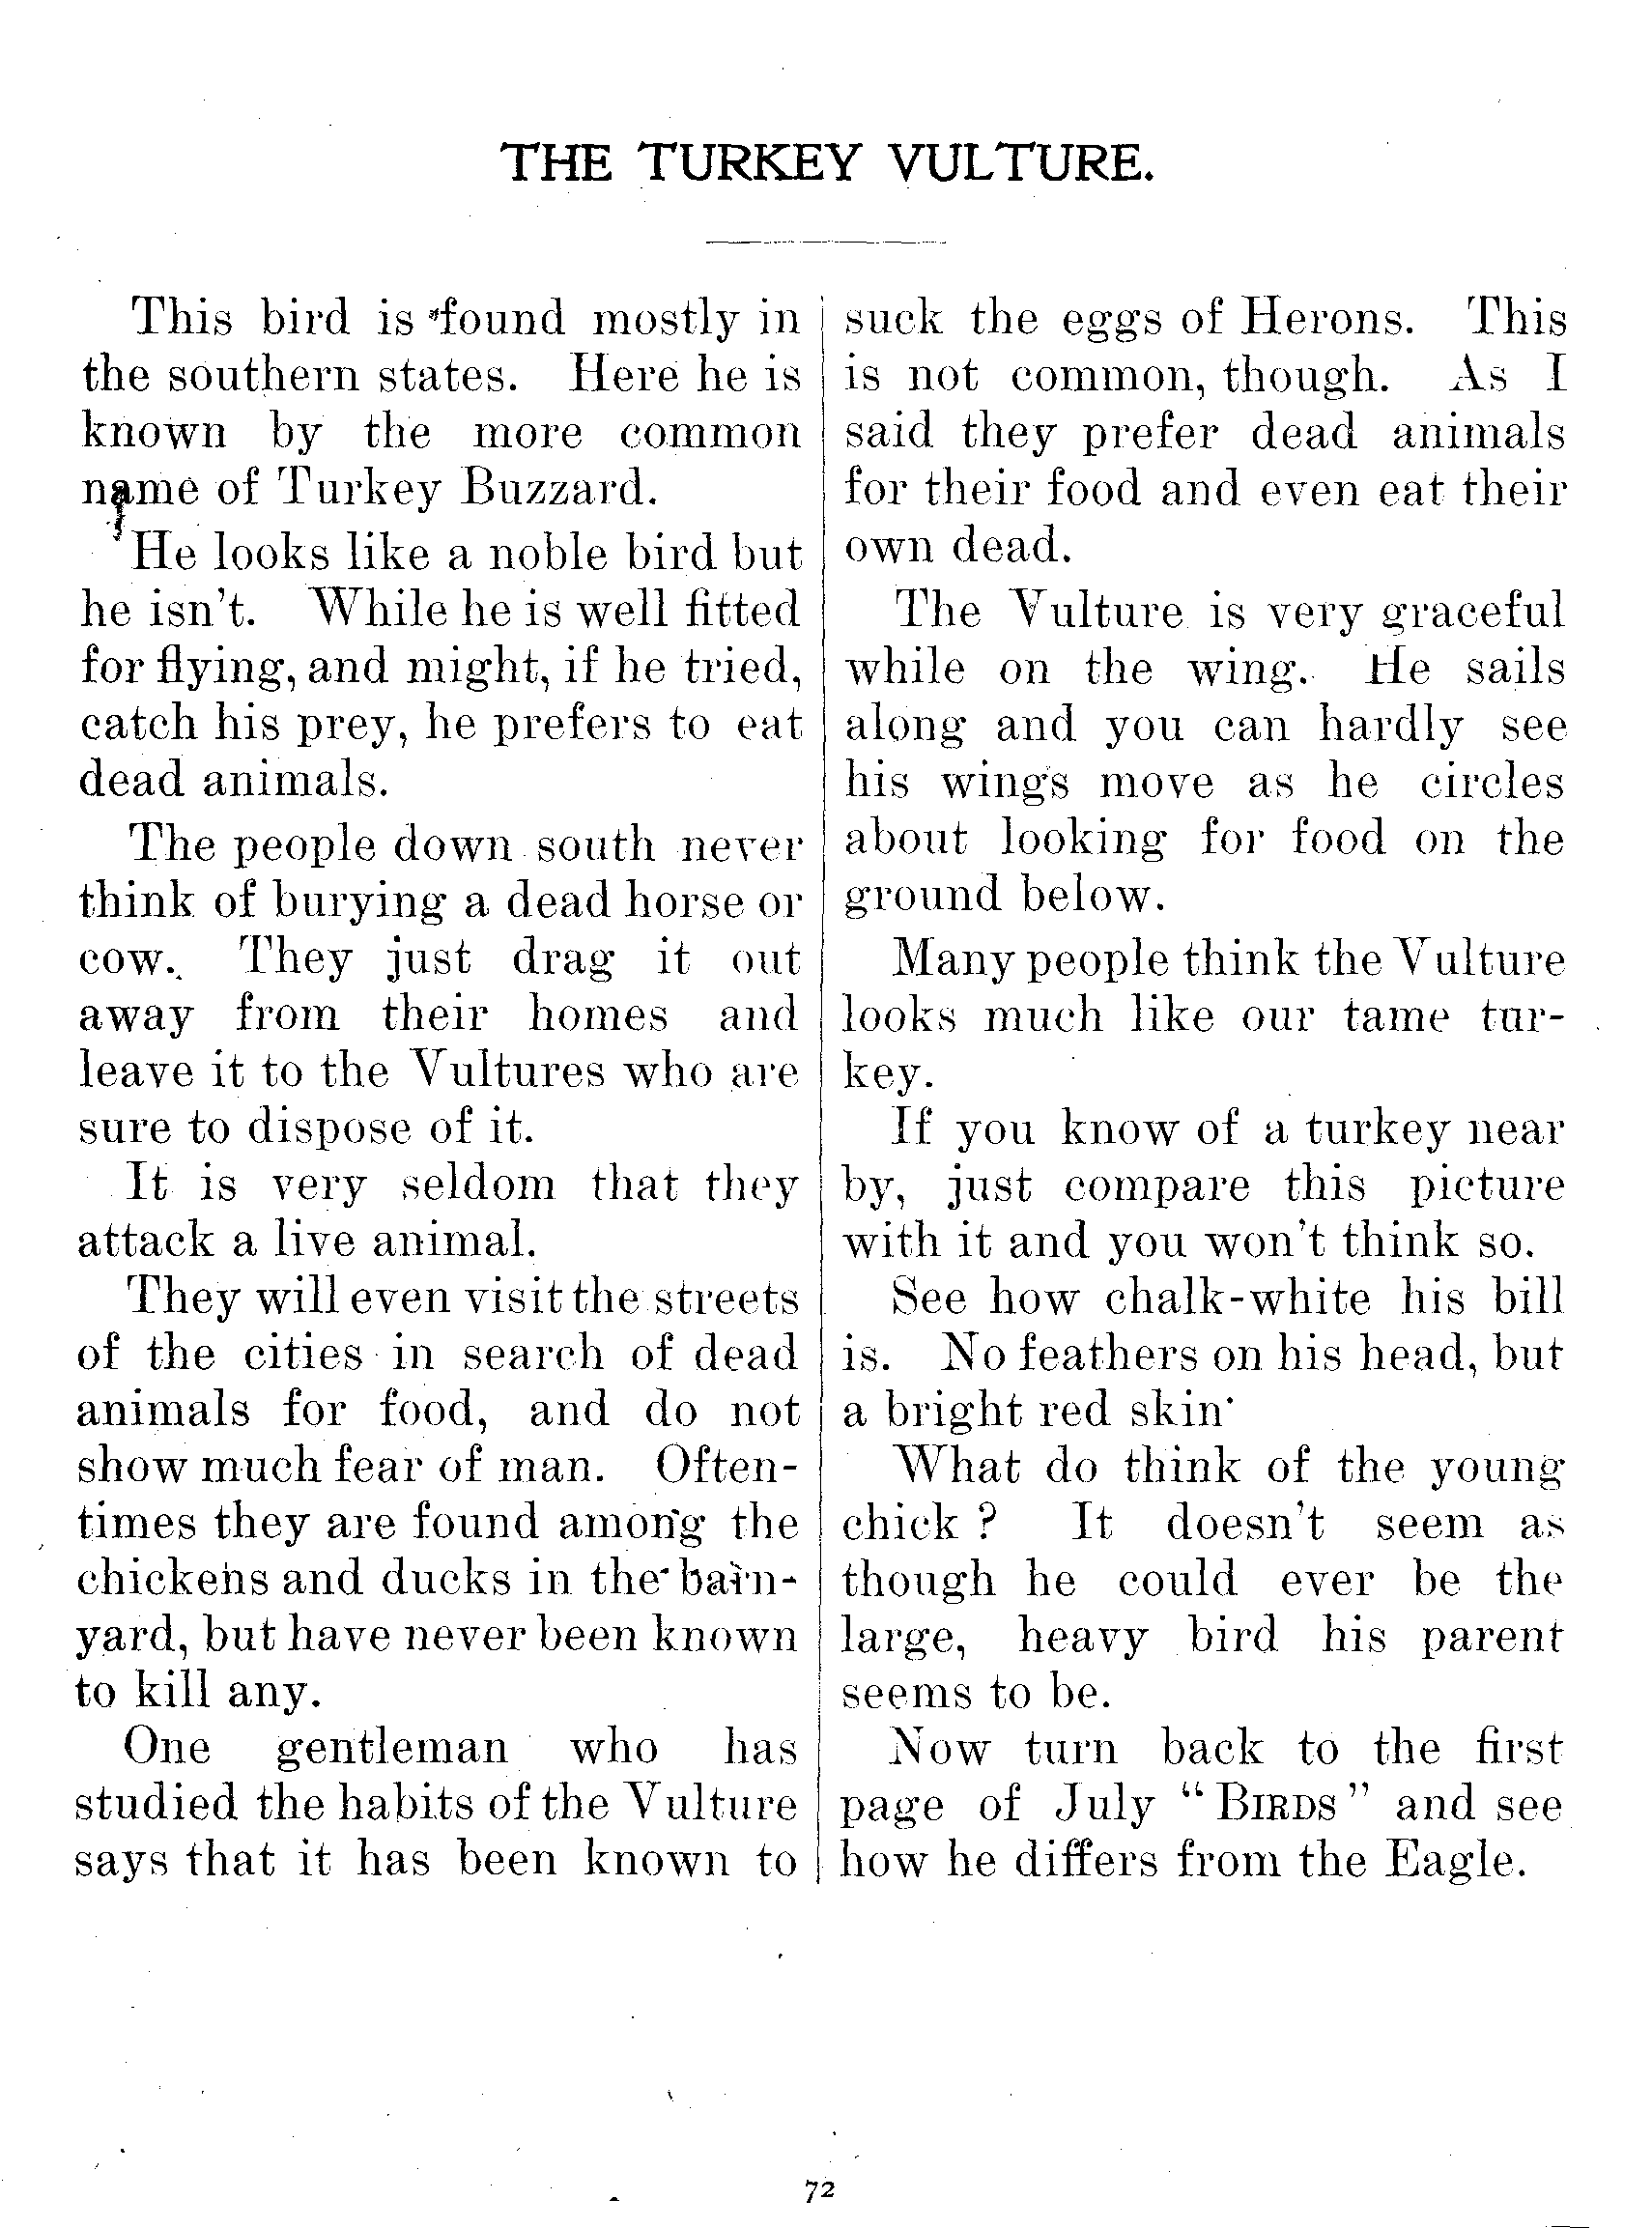 THE TURKEY VULTURE.
This bird is found mostly in
the southern states. Here he is
known by the more common
name of Turkey Buzzard.
He looks like a noble bird but
he isn't. While he is well fitted
for flying, and might, if he tried,
catch his prey, he prefers to eat
dead animals.
The people down south never
think of burying a dead horse or
cow. They just drag it out
away from their homes and
leave it to the Vultures who are
sure to dispose of it.
It is very seldom that they
attack a live animal.
They will even visit the streets
of the cities in search of dead
animals for food, and do not
show much fear of man. Often-
times they are found among the
chickens and ducks in the barn-
yard, but have never been known
to kill any.
One gentleman who has
studied the habits of the Vulture
says that it has been known to
suck the eggs of Herons. This
is not common, though. As I
said they prefer dead animals
for their food and even eat their
own dead.
The Vulture is very graceful
while on the wing. He sails
along and you can hardly see
his wings move as he circles
about looking for food on the
ground below.
Many people think the Vulture
looks much like our tame tur-
key.
If you know of a turkey near
by, just compare this picture
with it and you won't think so.
See how chalk-white his bill
is. No feathers on his head, but
a bright red skin.
What do think of the young
chick ? It doesn't seem as
though he could ever be the
large, heavy bird his parent
seems to be.
Now turn back to the first
page of July “BIRDS” and see
how he differs from the Eagle.
72